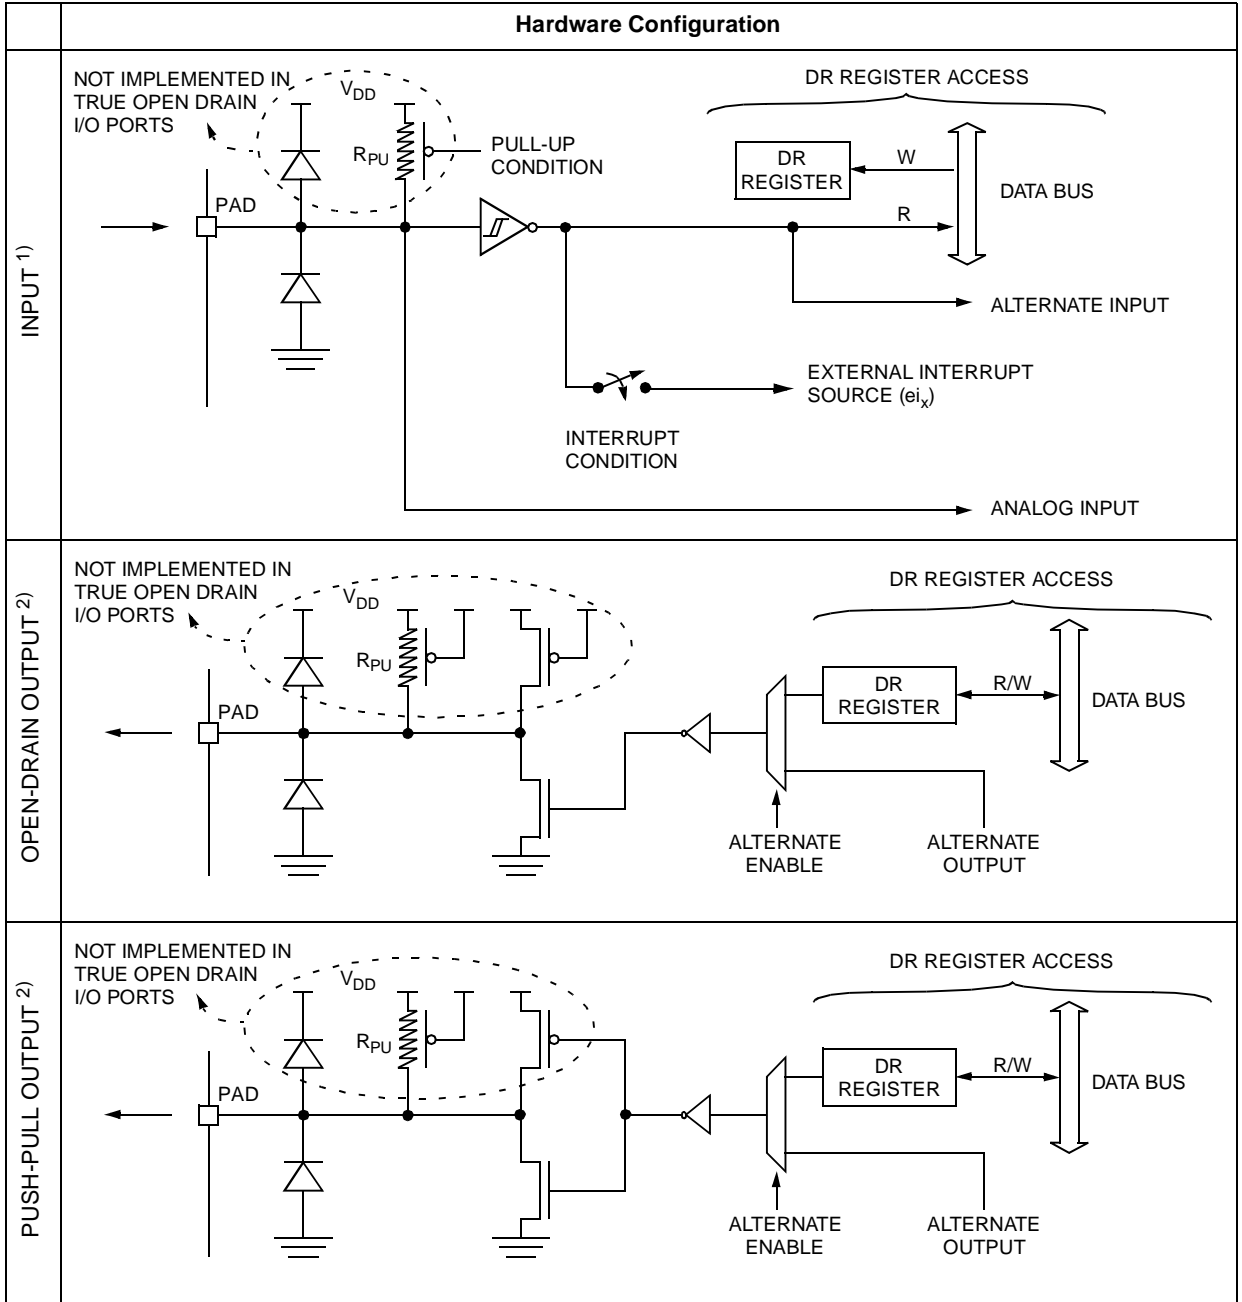 Hardware Configuration
INPUT 1)
NOT IMPLEMENTED IN
TRUE OPEN DRAIN
I/O PORTS
VDD
RPU
PULL-UP
CONDITION
PAD
DR REGISTER ACCESS
DR
REGISTER
W
R
DATA BUS
ALTERNATE INPUT
EXTERNAL INTERRUPT
SOURCE (eix)
INTERRUPT
CONDITION
ANALOG INPUT
OPEN-DRAIN OUTPUT 2)
NOT IMPLEMENTED IN
TRUE OPEN DRAIN
I/O PORTS
VDD
RPU
PAD
DR REGISTER ACCESS
DR
REGISTER
R/W
DATA BUS
ALTERNATE
ENABLE
ALTERNATE
OUTPUT
PUSH-PULL OUTPUT 2)
NOT IMPLEMENTED IN
TRUE OPEN DRAIN
I/O PORTS
VDD
RPU
PAD
DR REGISTER ACCESS
DR
REGISTER
R/W
DATA BUS
ALTERNATE
ENABLE
ALTERNATE
OUTPUT